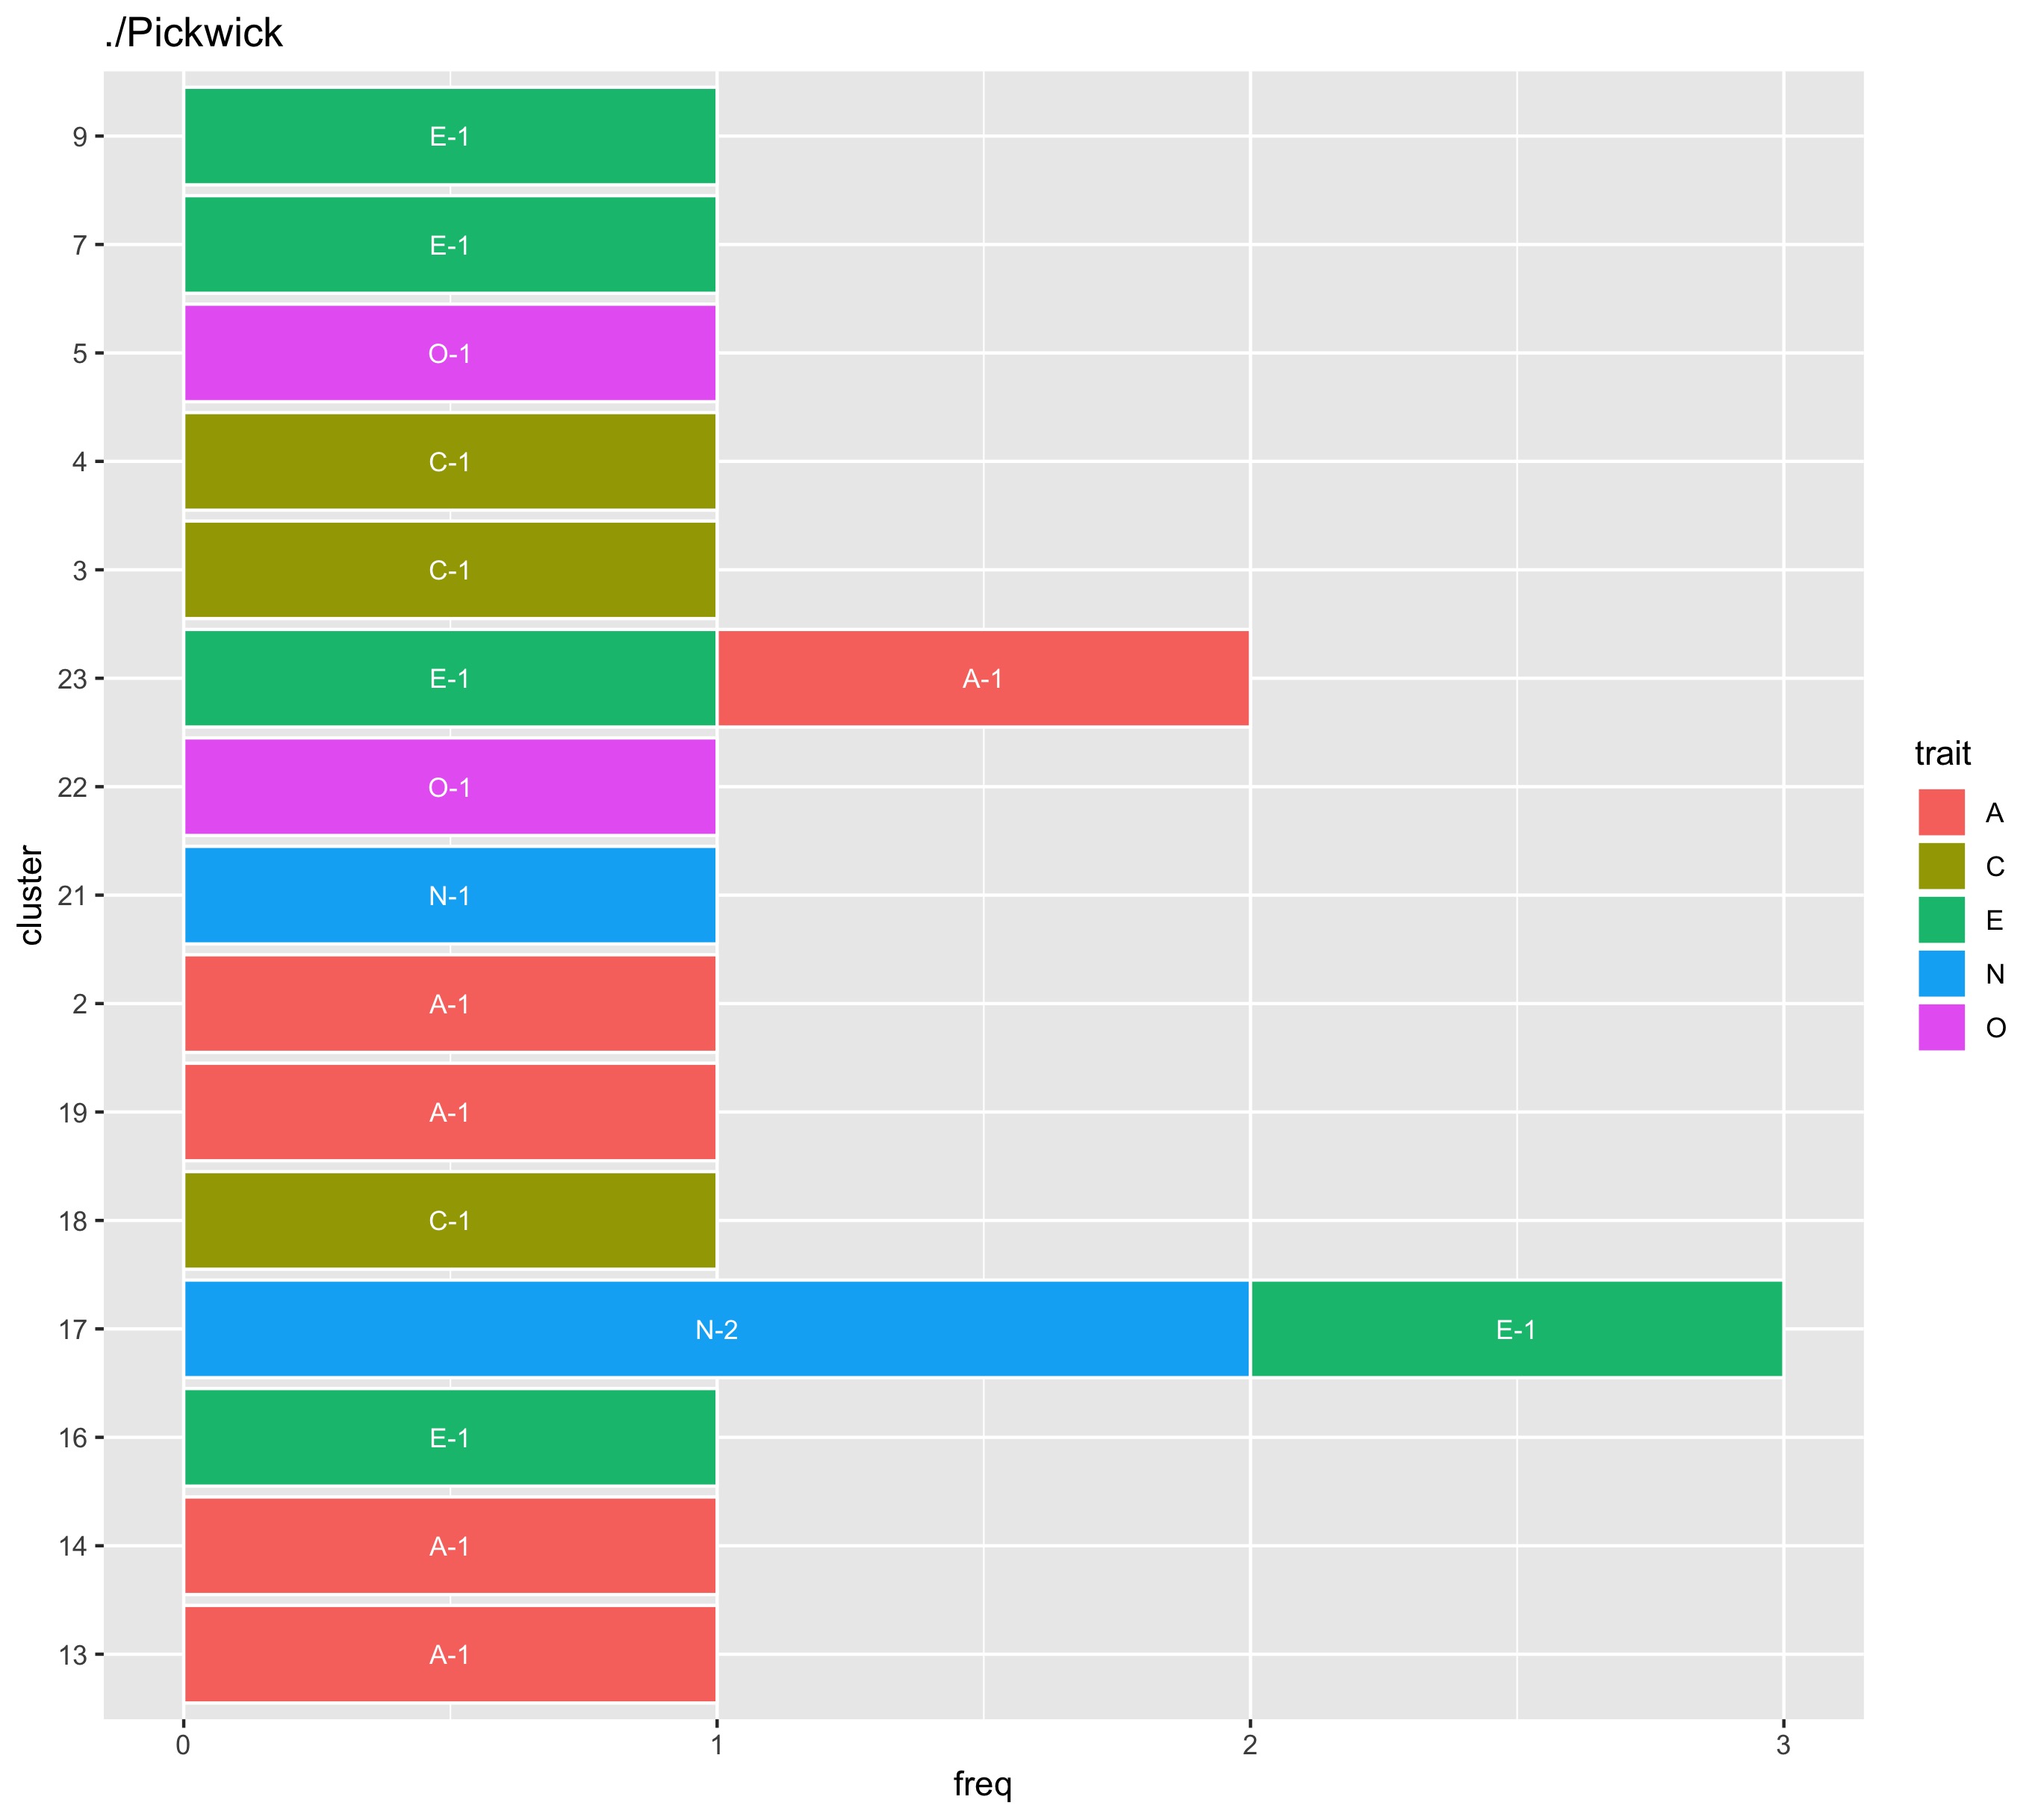 ./Pickwick
9
E-1
7
E-1
5
O-1
4
C-1
3
C-1
23
E-1 A-1
22
O-1
21
N-1
2
A-1
19
A-1
18
C-1
17
N-2 E-1
16
E-1
14
A-1
13
A-1
cluster
0 1 2 3
freq
trait
A
C
E
N
O